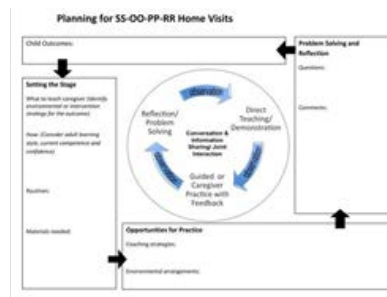 Planning for SS-OO-PP-RR Home Visits
Child Outcomes:
Problem Solving and
Reflection
Questions:
Comments:
Setting the Stage
What to teach caregiver (Identify
environmental or intervention
strategy for the outcome)
How: (Consider adult learning
style, current competence and
confidence)
Routines:
Materials needed:
observation
Reflection/
Problem
Solving
Direct
Teaching/
Demonstration
Conversation &
Information
Sharing/ Joint
Interaction
observation
observation
Guided or
Caregiver
Practice with
Feedback
Opportunities for Practice
Coaching strategies:
Environmental arrangements: